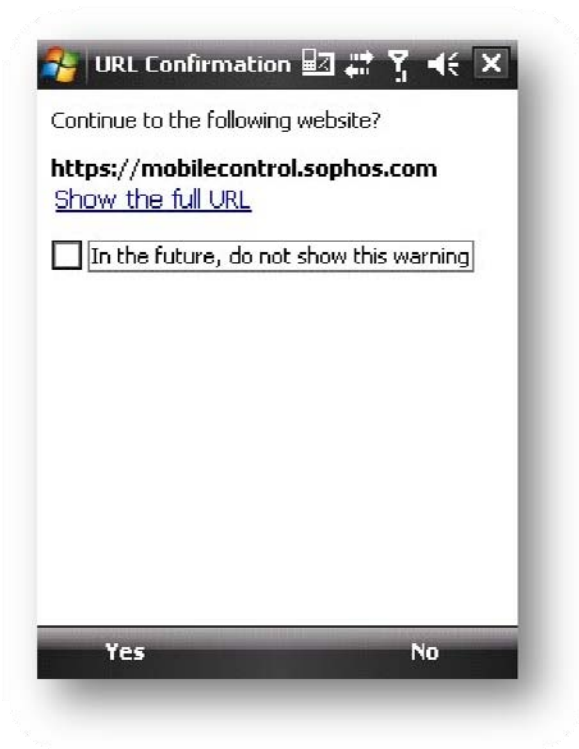 URL Confirmation
Continue to the following website?
https://mobilecontrol.sophos.com
Show the full URL
In the future, do not show this warning
Yes No